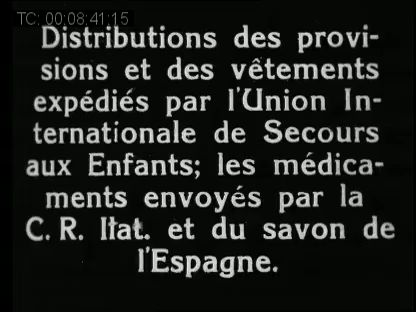 TC: 00:08:41:15
Distributions des provi-
sions et des vêtements
expédiés par l'Union In-
ternationale de Secours
aux Enfants; les médica-
ments envoyés par la
C. R. Itat. et du savon de
l'Espagne.